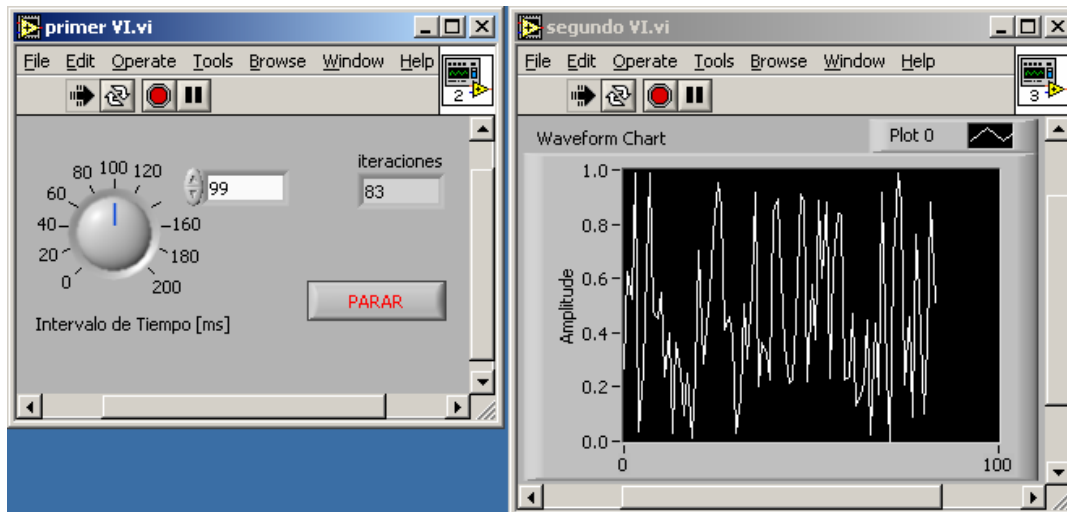 primer VI.vi
File Edit Operate Tools Browse Window Help
2
80 100 120
60
40
20
0
160
180
200
99
iteraciones
83
PARAR
Intervalo de Tiempo [ms]
segundo VI.vi
File Edit Operate Tools Browse Window Help
3
Waveform Chart
Plot 0
Amplitude
1.0
0.8
0.6
0.4
0.2
0.0
0
100